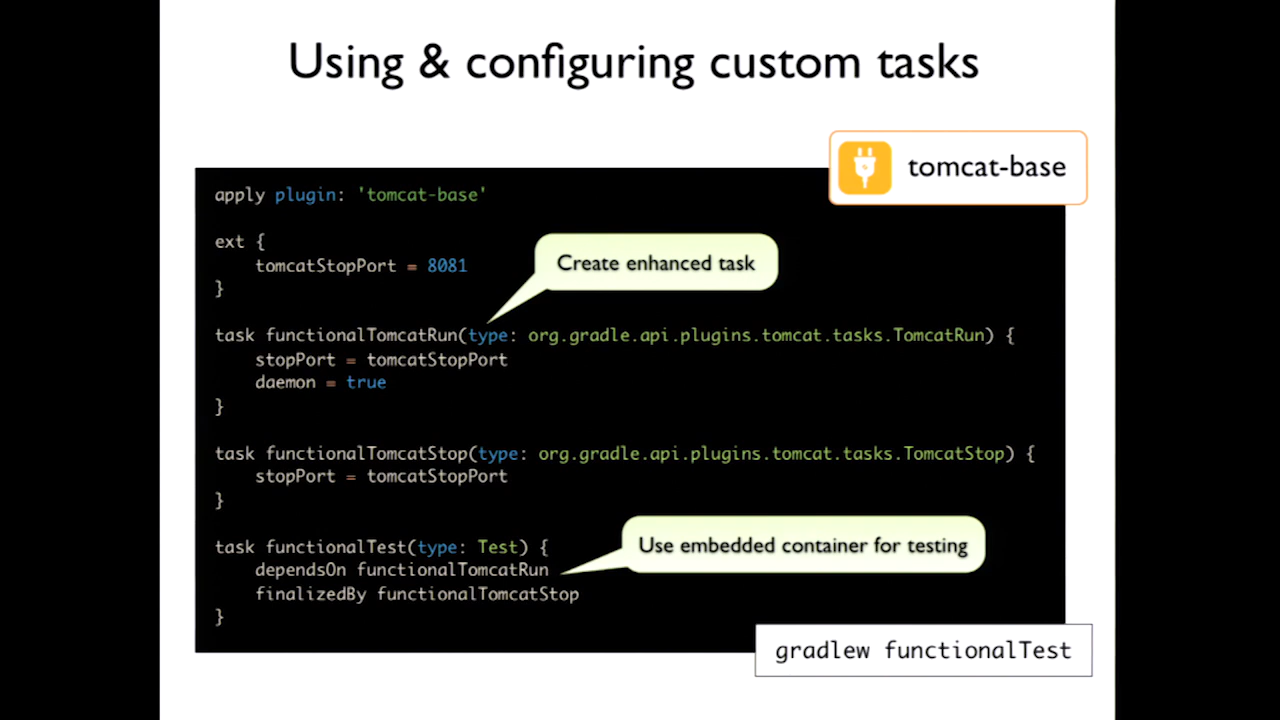 Using & configuring custom tasks
tomcat-base
apply plugin: 'tomcat-base'
ext {
    tomcatStopPort = 8081
}
Create enhanced task
task functionalTomcatRun(type: org.gradle.api.plugins.tomcat.tasks.TomcatRun) {
    stopPort = tomcatStopPort
    daemon = true
}
task functionalTomcatStop(type: org.gradle.api.plugins.tomcat.tasks.TomcatStop) {
    stopPort = tomcatStopPort
}
task functionalTest(type: Test) {
Use embedded container for testing
    dependsOn functionalTomcatRun
    finalizedBy functionalTomcatStop
}
gradlew functionalTest